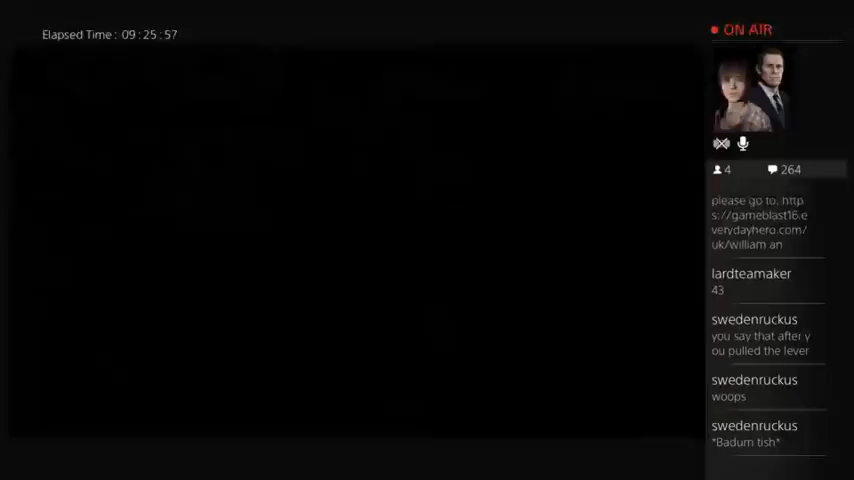 Elapsed Time : 09:25:57
ON AIR
4
264
please go to, http
s://gameblast16.e
verydayhero.com/
uk/william an
lardteamaker
43
swedenruckus
you say that after y
ou pulled the lever
swedenruckus
woops
swedenruckus
*Badum tish*